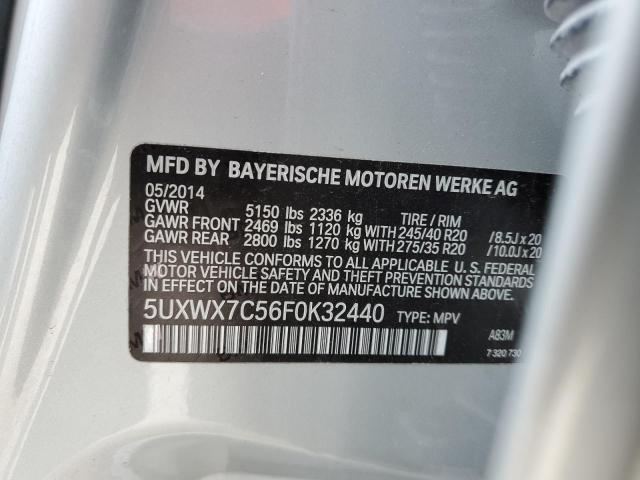 MFD BY BAYERISCHE MOTOREN WERKE AG
05/2014
GVWR 5150 lbs 2336 kg TIRE / RIM
GAWR FRONT 2469 lbs 1120 kg WITH 245/40 R20 /8.5J x 20
GAWR REAR 2800 lbs 1270 kg WITH 275/35 R20 /10.0J x 20
THIS VEHICLE CONFORMS TO ALL APPLICABLE U.S. FEDERAL
MOTOR VEHICLE SAFETY AND THEFT PREVENTION STANDARDS
IN EFFECT ON THE DATE OF MANUFACTURE SHOWN ABOVE.
5UXWX7C56F0K32440 TYPE: MPV A83M
7 320 730